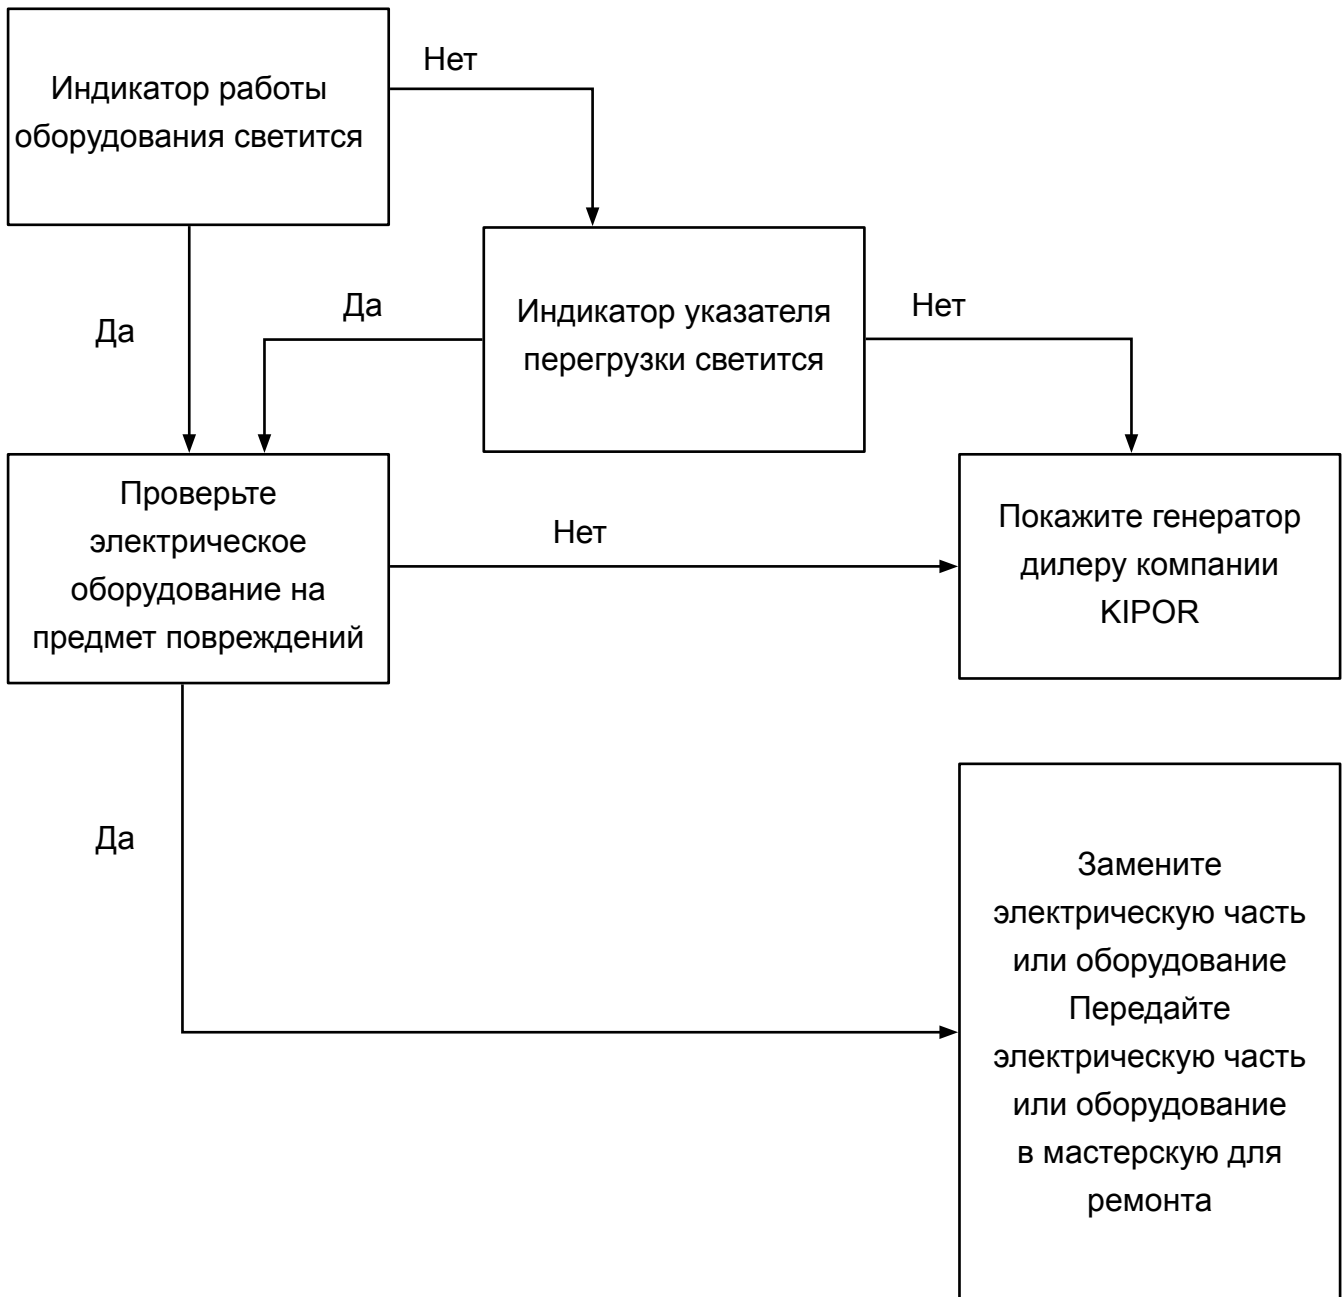 Индикатор работы
оборудования светится
Нет
Да
Индикатор указателя
перегрузки светится
Да
Нет
Проверьте
электрическое
оборудование на
предмет повреждений
Нет
Покажите генератор
дилеру компании
KIPOR
Да
Замените
электрическую часть
или оборудование
Передайте
электрическую часть
или оборудование
в мастерскую для
ремонта